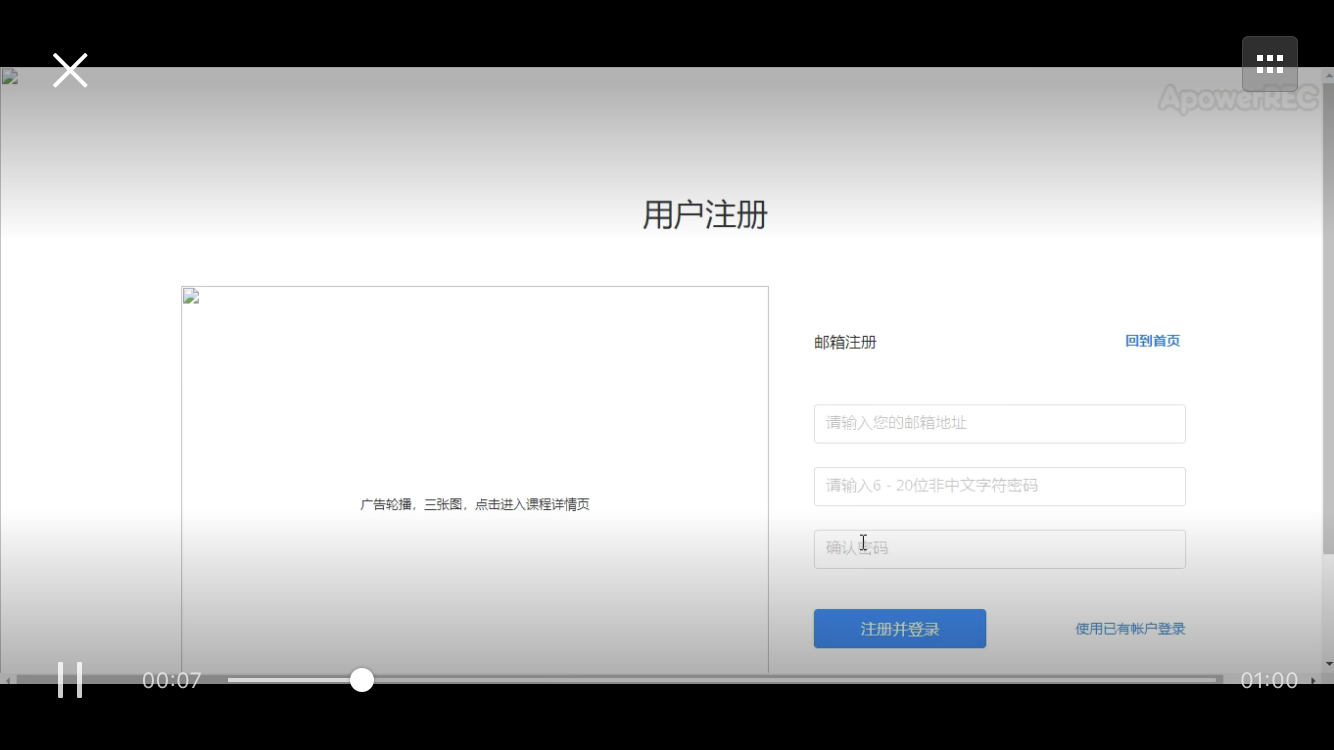 ApowerREC
用户注册
邮箱注册
回到首页
请输入您的邮箱地址
请输入6 - 20位非中文字符密码
广告轮播，三张图，点击进入课程详情页
确认密码
注册并登录
使用已有帐户登录
00:07
01:00